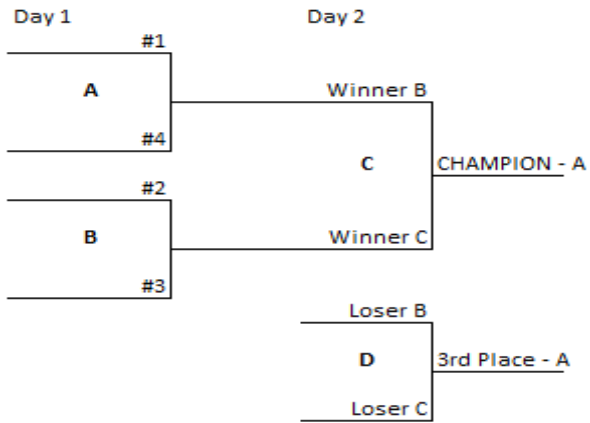 Day 1 Day 2
#1
A
Winner B
#4
C
CHAMPION - A
#2
B
Winner C
#3
Loser B
D
3rd Place - A
Loser C